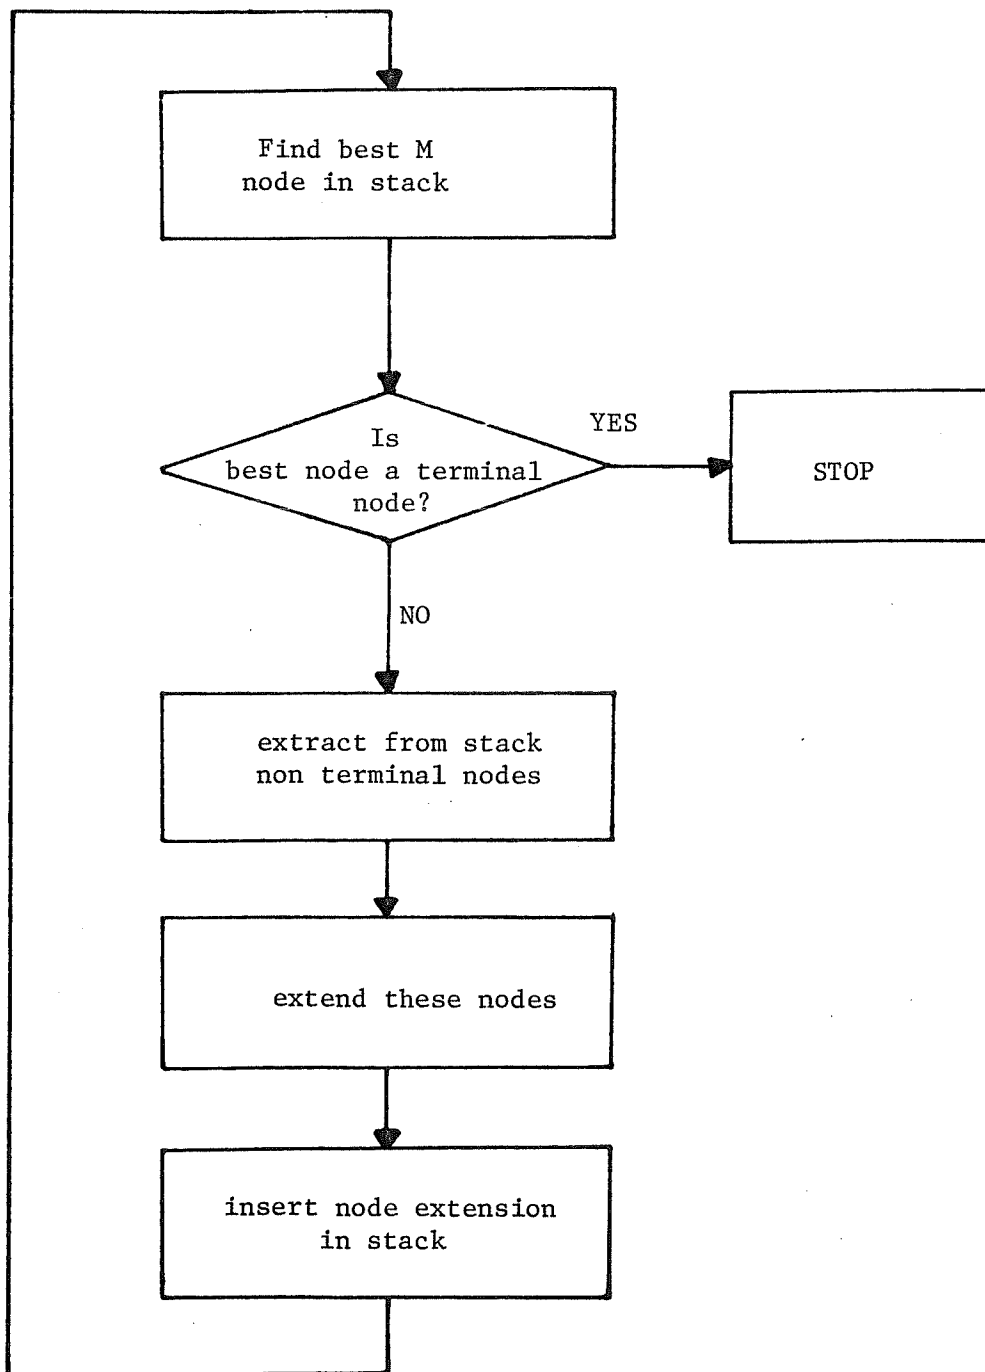 Find best M
node in stack
Is
best node a terminal
node?
YES
STOP
NO
extract from stack
non terminal nodes
extend these nodes
insert node extension
in stack